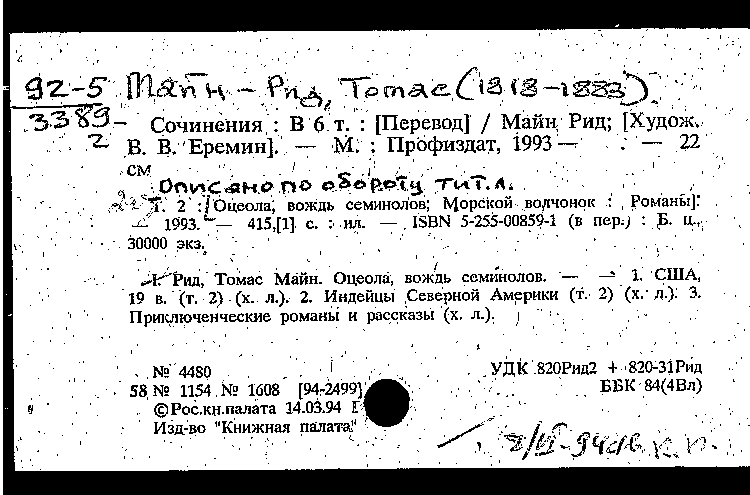 92-5 Майн-Рид, Томас (1818-1883).
3389-
2
Сочинения : В 6 т. : [Перевод] / Майн Рид; [Худож.
В. В. Еремин]. — М. : Профиздат, 1993 — . — 22
см
Описано по обороту тит. л.
Т. 2 : [Оцеола, вождь семинолов; Морской волчонок : Романы].
— 1993. — 415,[1] с. : ил. — ISBN 5-255-00859-1 (в пер.) : Б. ц.,
30000 экз.
— I. Рид, Томас Майн. Оцеола, вождь семинолов. — — 1. США,
19 в. (т. 2) (х. л.). 2. Индейцы Северной Америки (т. 2) (х. л.). 3.
Приключенческие романы и рассказы (х. л.).
№ 4480
УДК 820Рид2 + 820-31Рид
58 № 1154 № 1608 [94-2499]
ББК 84(4Вл)
© Рос.кн.палата 14.03.94
Изд-во "Книжная палата"